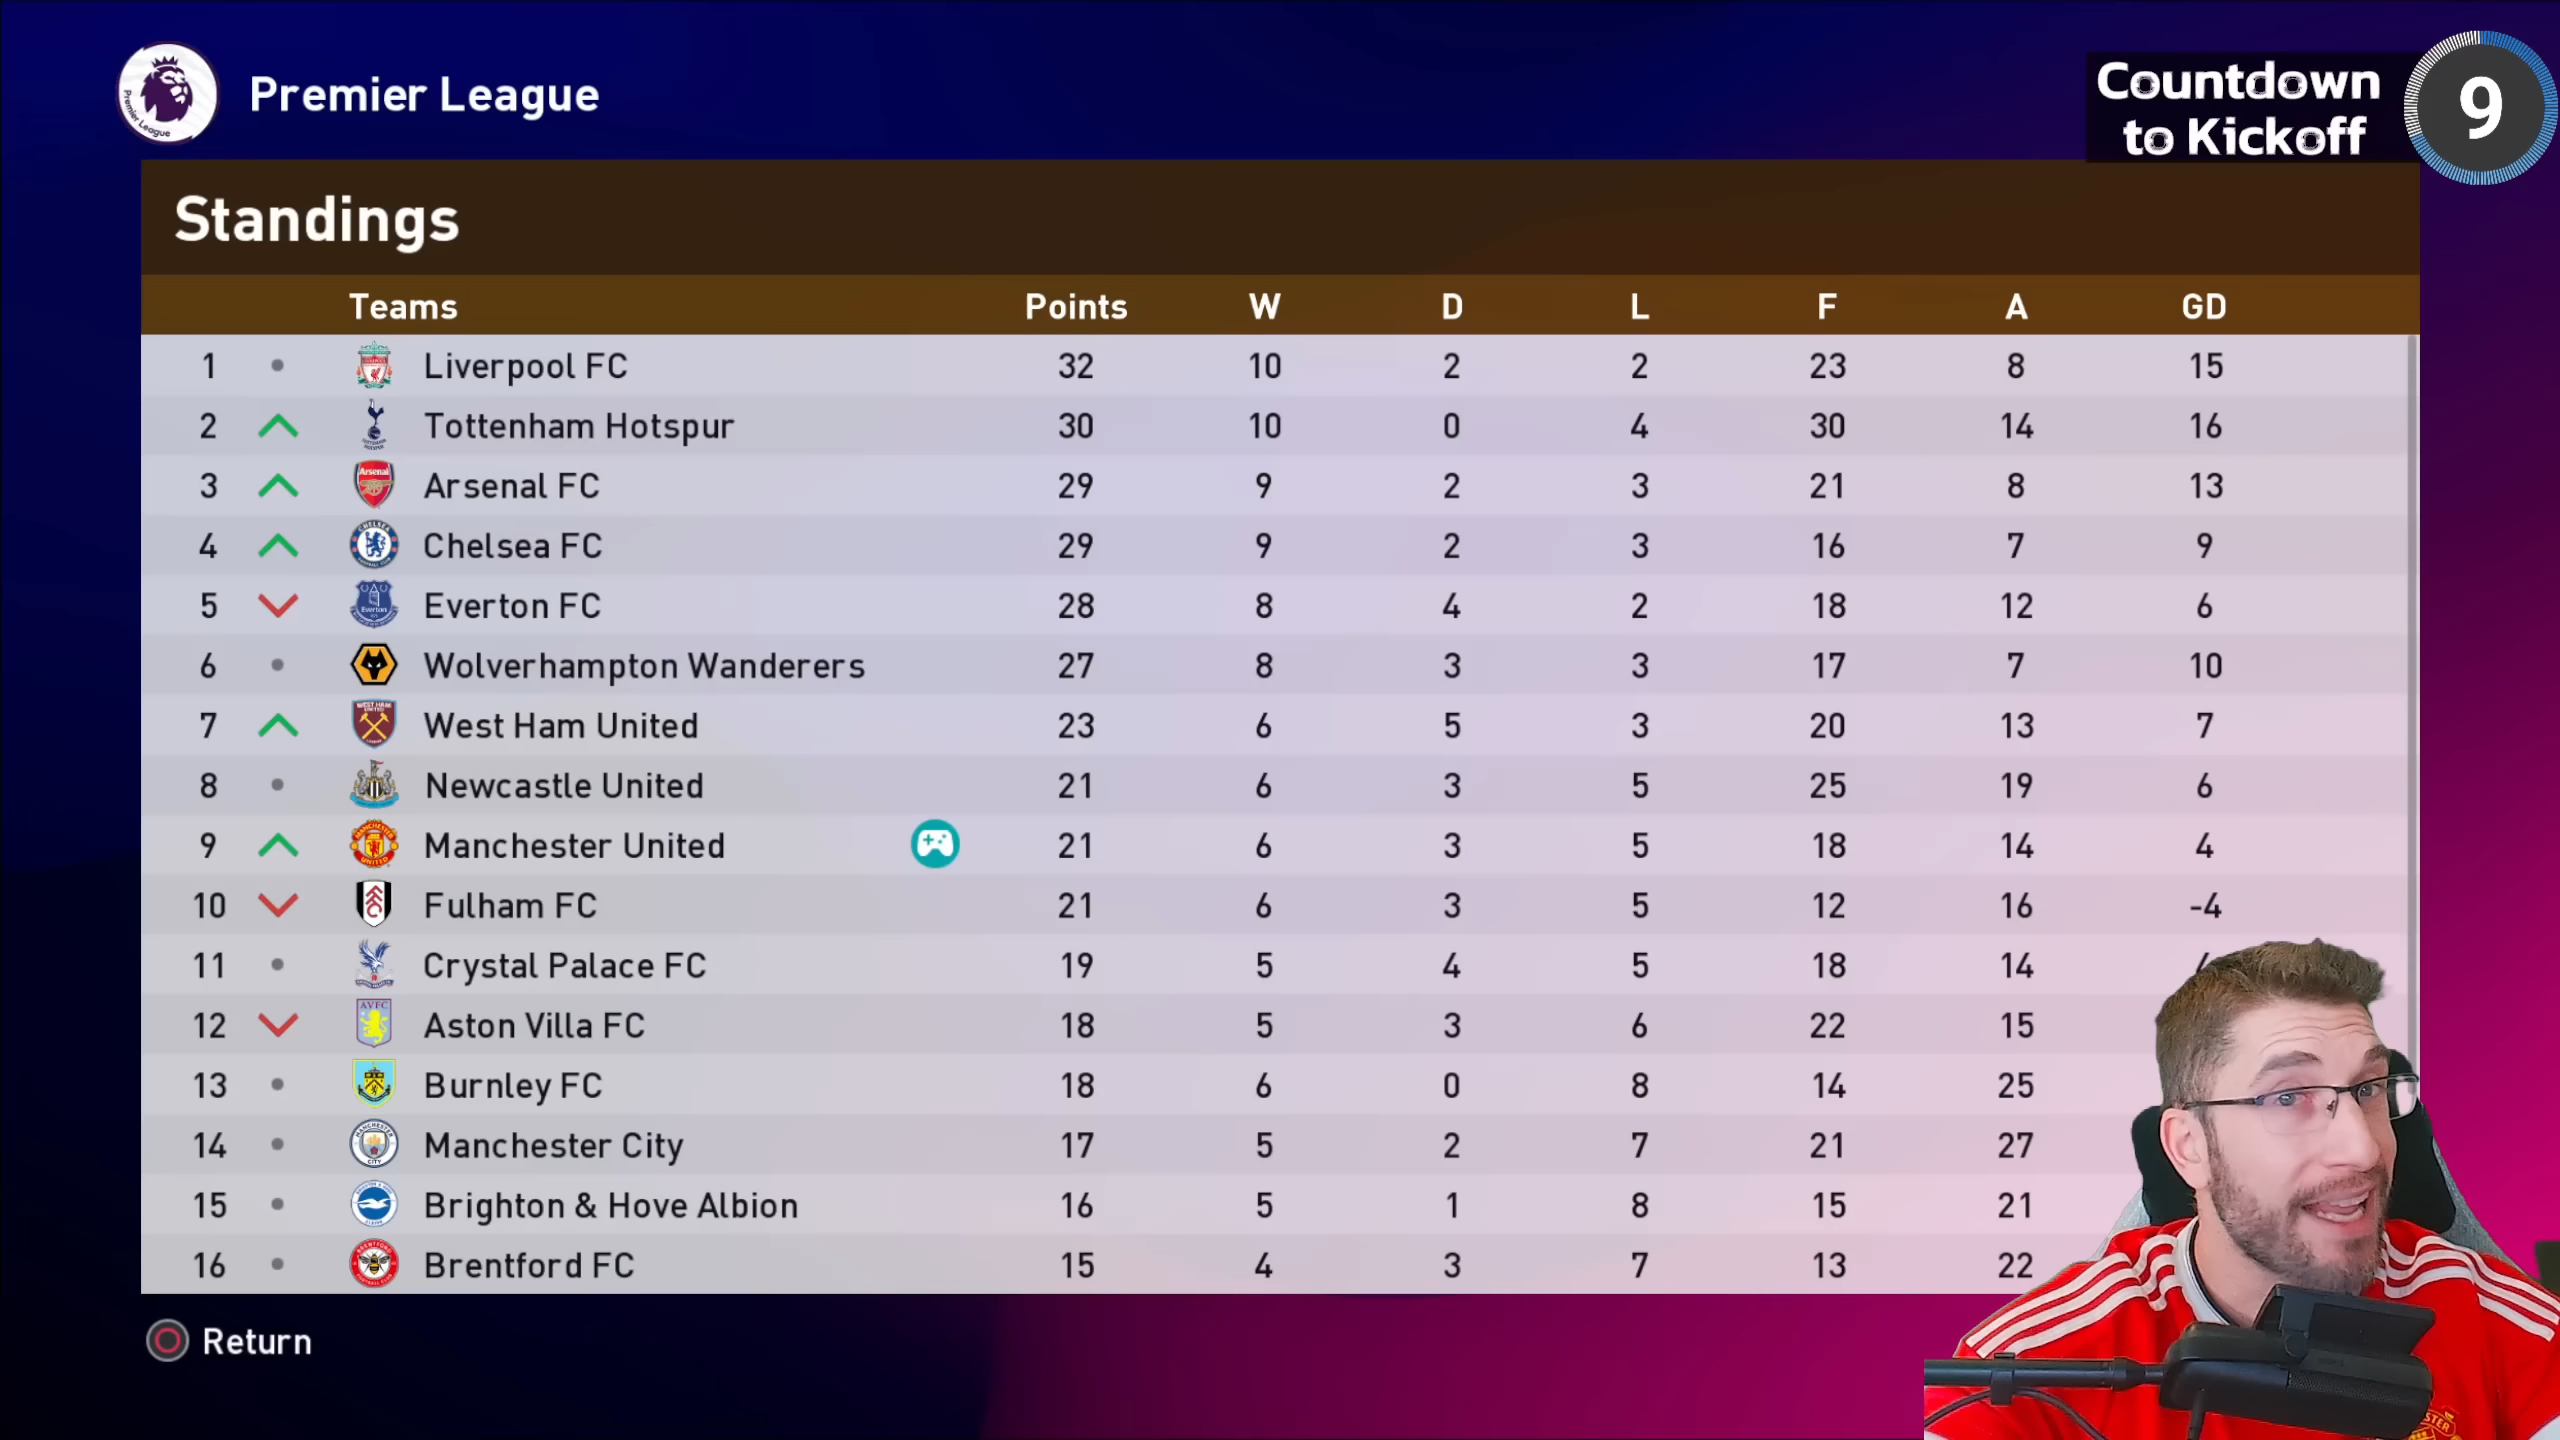 Premier League
Countdown
to Kickoff
9
Standings
Teams Points W D L F A GD
1 Liverpool FC 32 10 2 2 23 8 15
2 Tottenham Hotspur 30 10 0 4 30 14 16
3 Arsenal FC 29 9 2 3 21 8 13
4 Chelsea FC 29 9 2 3 16 7 9
5 Everton FC 28 8 4 2 18 12 6
6 Wolverhampton Wanderers 27 8 3 3 17 7 10
7 West Ham United 23 6 5 3 20 13 7
8 Newcastle United 21 6 3 5 25 19 6
9 Manchester United 21 6 3 5 18 14 4
10 Fulham FC 21 6 3 5 12 16 -4
11 Crystal Palace FC 19 5 4 5 18 14
12 Aston Villa FC 18 5 3 6 22 15
13 Burnley FC 18 6 0 8 14 25
14 Manchester City 17 5 2 7 21 27
15 Brighton & Hove Albion 16 5 1 8 15 21
16 Brentford FC 15 4 3 7 13 22
Return